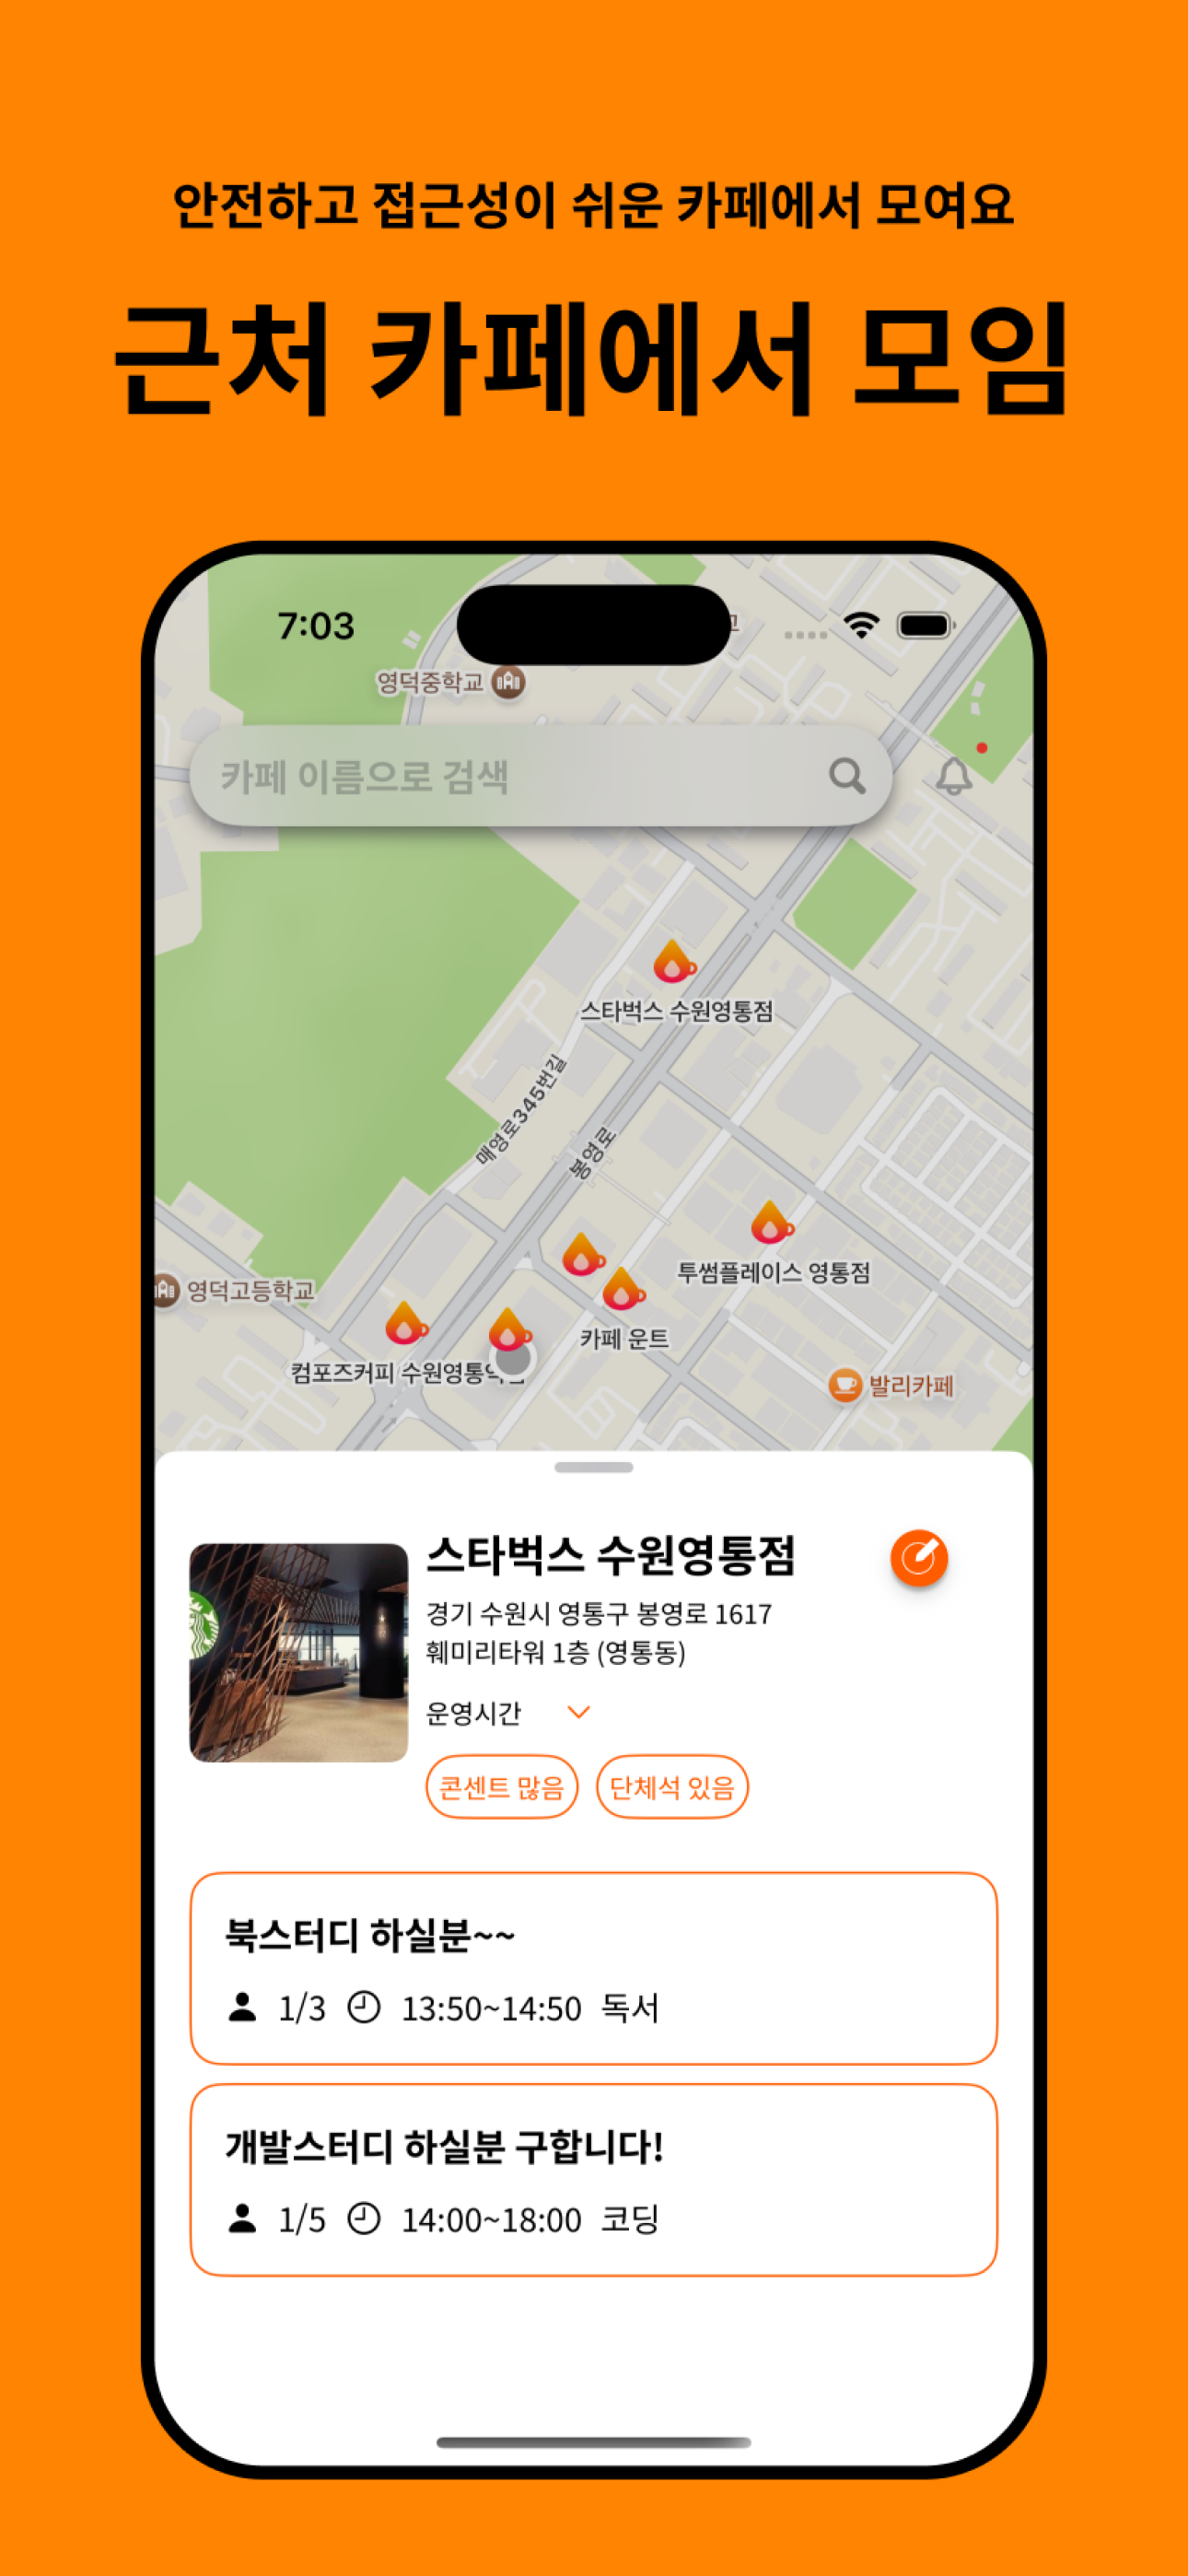 안전하고 접근성이 쉬운 카페에서 모여요
근처 카페에서 모임
7:03
영덕중학교
카페 이름으로 검색
스타벅스 수원영통점
매영로345번길
봉영로
투썸플레이스 영통점
영덕고등학교
카페 운트
컴포즈커피
발리카페
스타벅스 수원영통점
경기 수원시 영통구 봉영로 1617
훼미리타워 1층 (영통동)
운영시간
콘센트 많음
단체석 있음
북스터디 하실분~~
1/3 13:50~14:50 독서
개발스터디 하실분 구합니다!
1/5 14:00~18:00 코딩